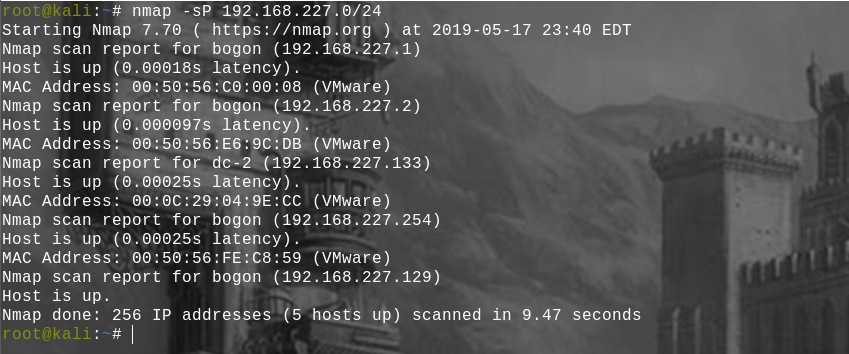 root@kali:~# nmap -sP 192.168.227.0/24
Starting Nmap 7.70 ( https://nmap.org ) at 2019-05-17 23:40 EDT
Nmap scan report for bogon (192.168.227.1)
Host is up (0.00018s latency).
MAC Address: 00:50:56:C0:00:08 (VMware)
Nmap scan report for bogon (192.168.227.2)
Host is up (0.000097s latency).
MAC Address: 00:50:56:E6:9C:DB (VMware)
Nmap scan report for dc-2 (192.168.227.133)
Host is up (0.00025s latency).
MAC Address: 00:0C:29:04:9E:CC (VMware)
Nmap scan report for bogon (192.168.227.254)
Host is up (0.00025s latency).
MAC Address: 00:50:56:FE:C8:59 (VMware)
Nmap scan report for bogon (192.168.227.129)
Host is up.
Nmap done: 256 IP addresses (5 hosts up) scanned in 9.47 seconds
root@kali:~#